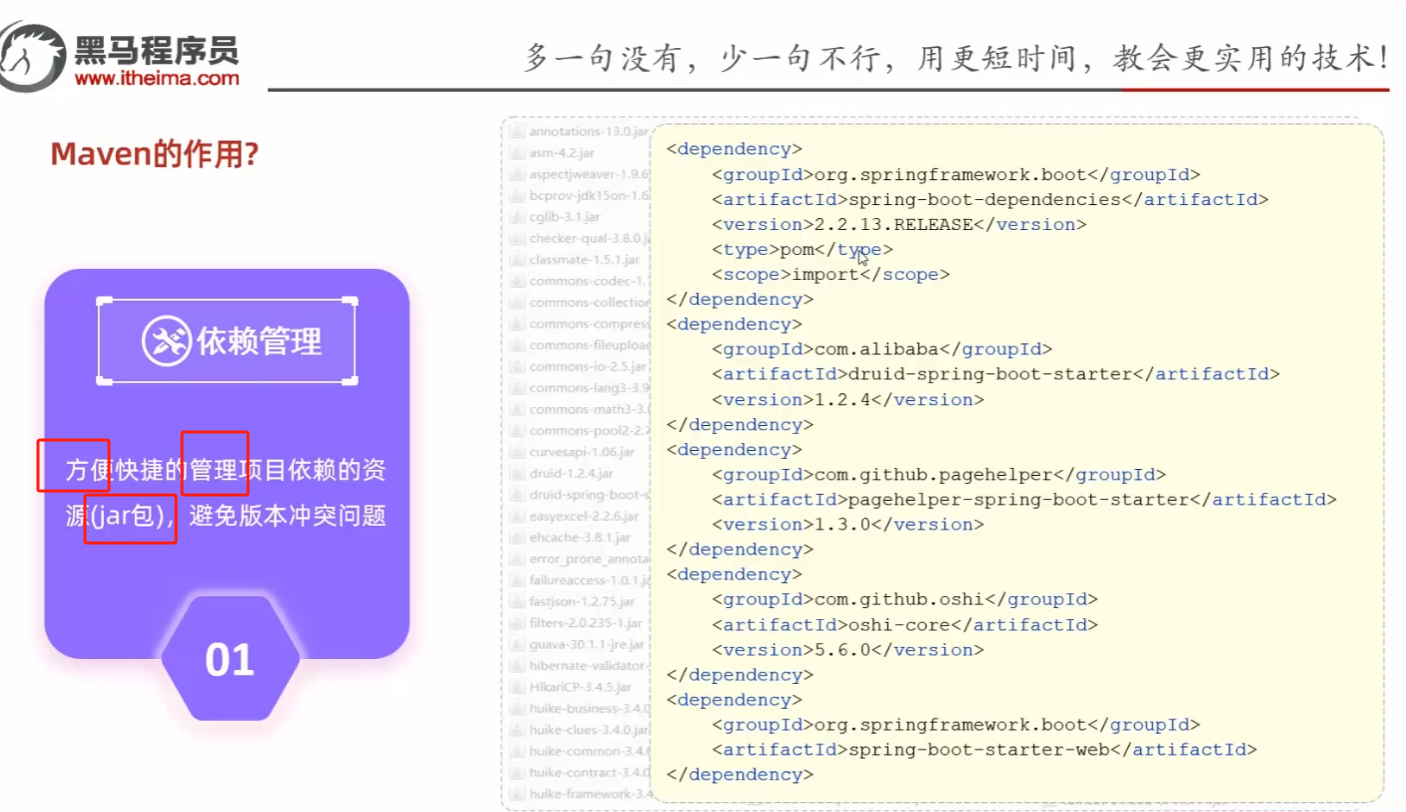 黑马程序员
www.itheima.com
多一句没有，少一句不行，用更短时间，教会更实用的技术!
Maven的作用?
依赖管理
方便快捷的管理项目依赖的资
源(jar包)，避免版本冲突问题
01
annotations-13.0.jar
asm-4.2.jar
aspectjweaver-1.9.6
bcprov-jdk15on-1.6
cglib-3.1.jar
checker-qual-3.8.0.ja
classmate-1.5.1.jar
commons-codec-1.
commons-collection
commons-compress
commons-fileupload
commons-io-2.5.jar
commons-lang3-3.9
commons-math3-3.
commons-pool2-2.
curvesapi-1.06.jar
druid-1.2.4.jar
druid-spring-boot-s
easyexcel-2.2.6.jar
ehcache-3.8.1.jar
error_prone_annota
failureaccess-1.0.1.j
fastjson-1.2.75.jar
filters-2.0.235-1.jar
guava-30.1.1-jre.jar
hibernate-validator-
HikariCP-3.4.5.jar
huike-business-3.4.0
huike-clues-3.4.0.jar
huike-common-3.4.
huike-contract-3.4.0
huike-framework-3.4
<dependency>
<groupId>org.springframework.boot</groupId>
<artifactId>spring-boot-dependencies</artifactId>
<version>2.2.13.RELEASE</version>
<type>pom</type>
<scope>import</scope>
</dependency>
<dependency>
<groupId>com.alibaba</groupId>
<artifactId>druid-spring-boot-starter</artifactId>
<version>1.2.4</version>
</dependency>
<dependency>
<groupId>com.github.pagehelper</groupId>
<artifactId>pagehelper-spring-boot-starter</artifactId>
<version>1.3.0</version>
</dependency>
<dependency>
<groupId>com.github.oshi</groupId>
<artifactId>oshi-core</artifactId>
<version>5.6.0</version>
</dependency>
<dependency>
<groupId>org.springframework.boot</groupId>
<artifactId>spring-boot-starter-web</artifactId>
</dependency>